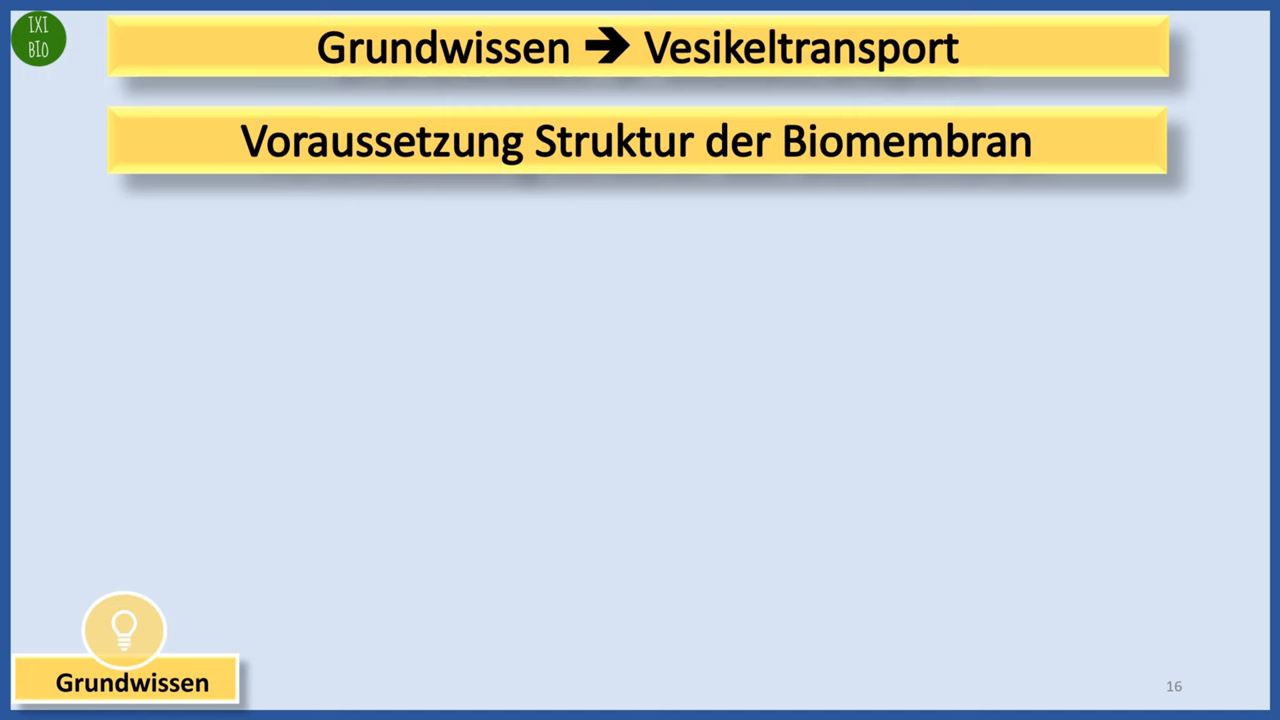 IXI
BIO
Grundwissen → Vesikeltransport
Voraussetzung Struktur der Biomembran
Grundwissen
16